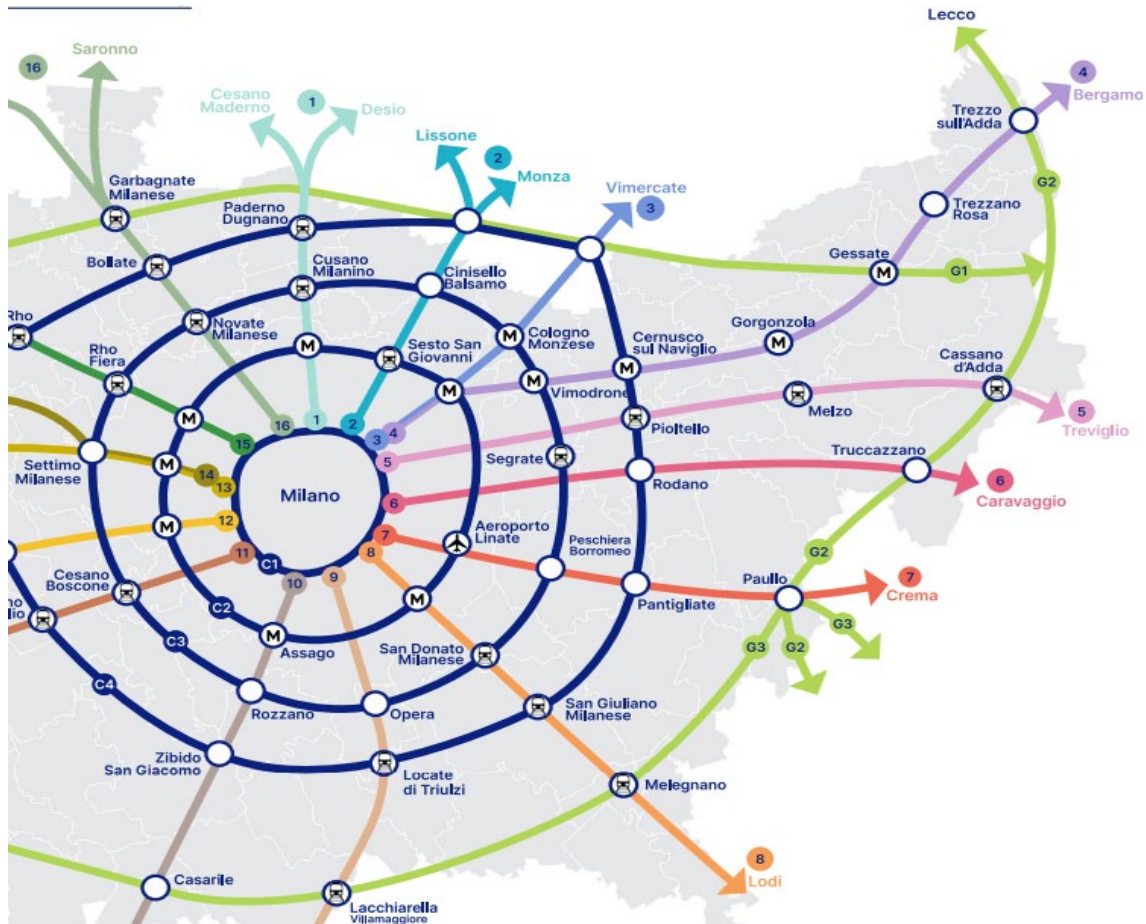 Lecco
16
Saronno
4
Bergamo
Cesano
Maderno
1
Desio
Trezzo
sull'Adda
Lissone
2
Monza
Garbagnate
Milanese
Paderno
Dugnano
Vimercate
3
G2
Trezzano
Rosa
Bollate
Cusano
Milanino
Cinisello
Balsamo
Gessate
M
G1
Rho
Novate
Milanese
Gorgonzola
M
Rho
Fiera
M
Sesto San
Giovanni
M
Cologno
Monzese
Cernusco
sul Naviglio
M
Cassano
d'Adda
M
M
Vimodrone
Melzo
M
16
1
2
3
4
Pioltello
5
Treviglio
15
5
Settimo
Milanese
M
14
13
Milano
Segrate
Truccazzano
6
Rodano
6
Caravaggio
12
M
7
Aeroporto
Linate
Peschiera
Borromeo
G2
11
8
C1
10
9
Cesano
Boscone
Paullo
7
Crema
no
glio
C2
M
Pantigliate
G3
M
Assago
C3
San Donato
Milanese
G3
G2
C4
Rozzano
Opera
San Giuliano
Milanese
Zibido
San Giacomo
Locate
di Triulzi
Melegnano
8
Lodi
Casarile
Lacchiarella
Villamaggiore